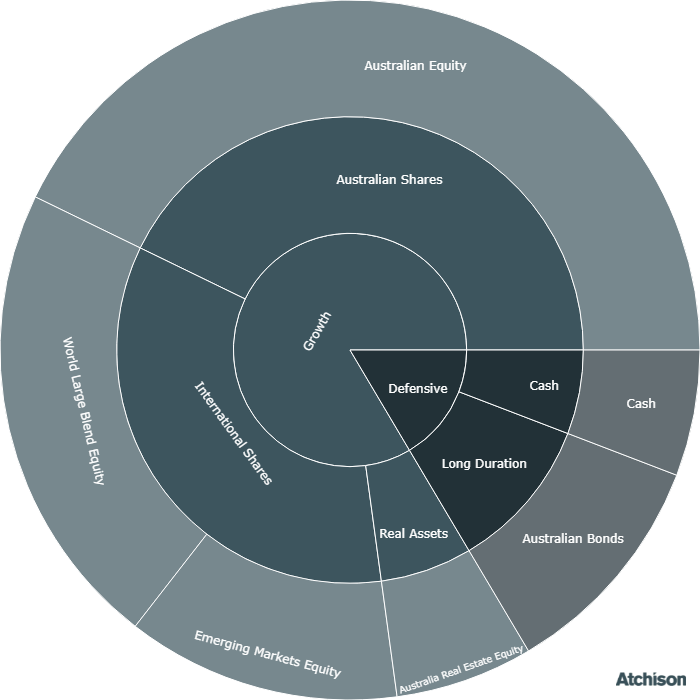 Australian Equity
Australian Shares
Growth
World Large Blend Equity
International Shares
Defensive
Cash
Cash
Long Duration
Real Assets
Australian Bonds
Emerging Markets Equity
Australia Real Estate Equity
Atchison